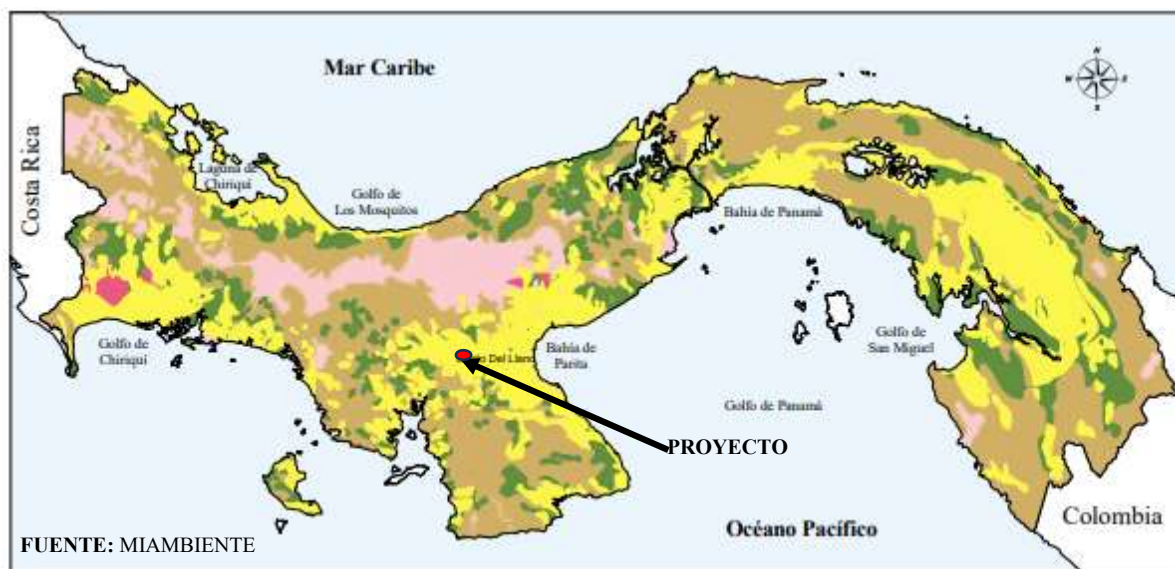 Mar Caribe
N
W
E
S
Costa Rica
Laguna de
Chiriquí
Golfo de
Los Mosquitos
Bahía de Panamá
Golfo de
Chiriquí
Del Llano
Bahía de
Parita
Golfo de
San Miguel
Golfo de Panamá
PROYECTO
Océano Pacífico
Colombia
FUENTE: MIAMBIENTE